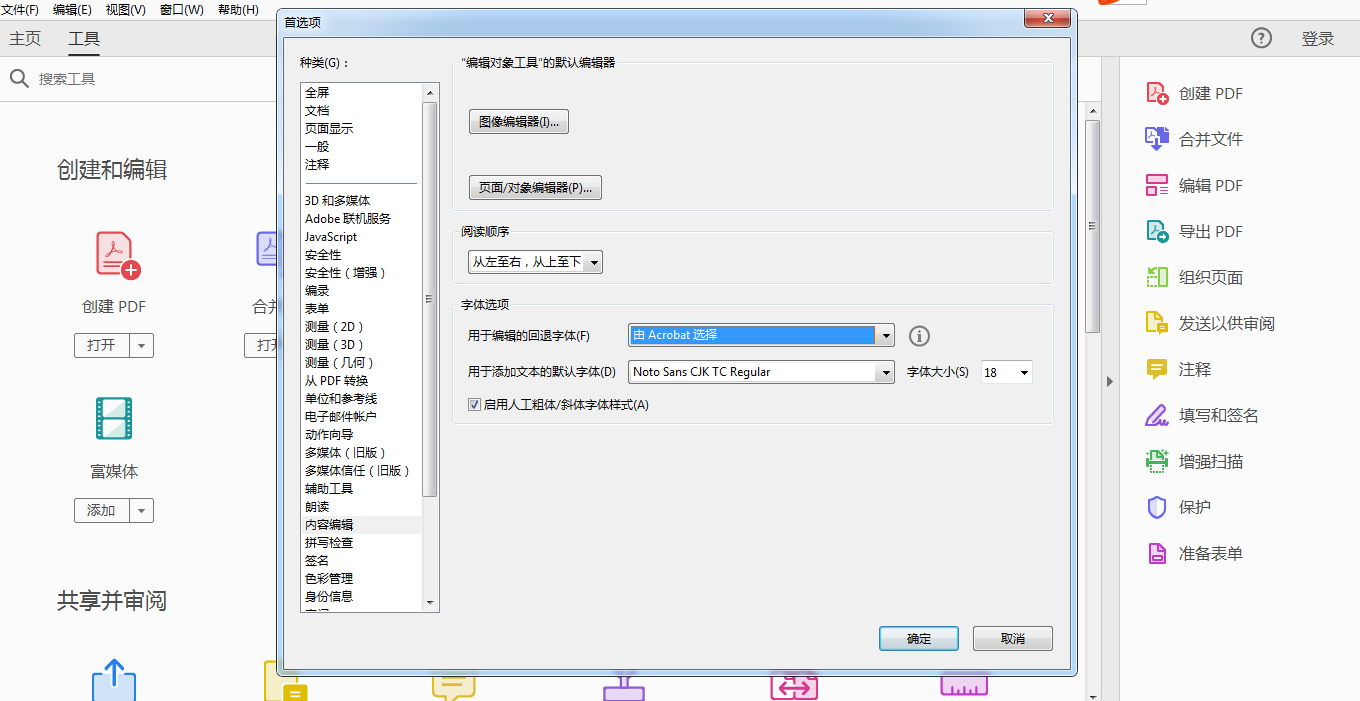 文件(F) 编辑(E) 视图(V) 窗口(W) 帮助(H)
主页 工具
登录
搜索工具
创建和编辑
创建 PDF
打开
合并
打开
富媒体
添加
共享并审阅
首选项
种类(G)：
全屏
文档
页面显示
一般
注释
3D 和多媒体
Adobe 联机服务
JavaScript
安全性
安全性（增强）
编录
表单
测量（2D）
测量（3D）
测量（几何）
从 PDF 转换
单位和参考线
电子邮件帐户
动作向导
多媒体（旧版）
多媒体信任（旧版）
辅助工具
朗读
内容编辑
拼写检查
签名
色彩管理
身份信息
“编辑对象工具”的默认编辑器
图像编辑器(I)...
页面/对象编辑器(P)...
阅读顺序
从左至右，从上至下
字体选项
用于编辑的回退字体(F) 由 Acrobat 选择
用于添加文本的默认字体(D) Noto Sans CJK TC Regular 字体大小(S) 18
启用人工粗体/斜体字体样式(A)
确定 取消
创建 PDF
合并文件
编辑 PDF
导出 PDF
组织页面
发送以供审阅
注释
填写和签名
增强扫描
保护
准备表单